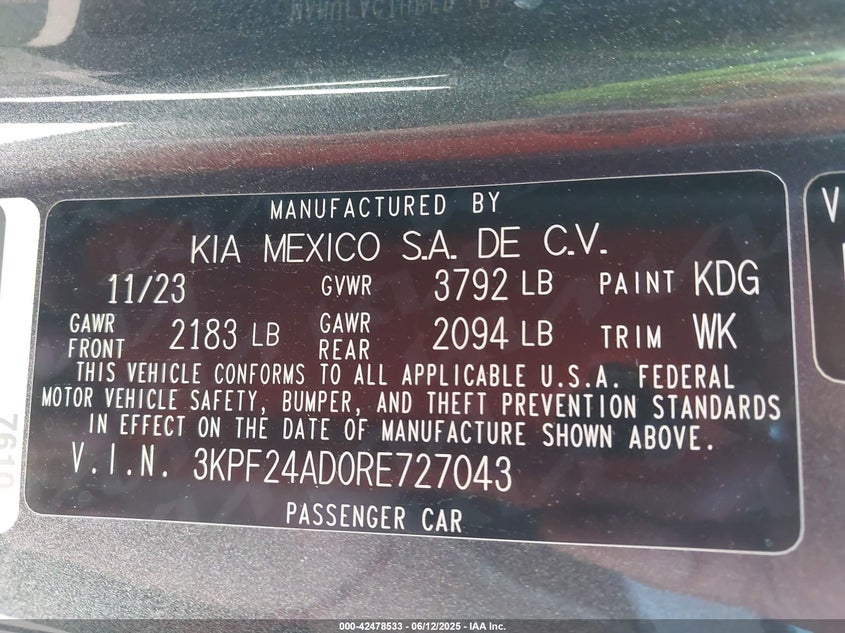 MANUFACTURED BY
KIA MEXICO S.A. DE C.V.
11/23 GVWR 3792 LB PAINT KDG
GAWR FRONT 2183 LB GAWR REAR 2094 LB TRIM WK
THIS VEHICLE CONFORMS TO ALL APPLICABLE U.S.A. FEDERAL
MOTOR VEHICLE SAFETY, BUMPER, AND THEFT PREVENTION STANDARDS
IN EFFECT ON THE DATE OF MANUFACTURE SHOWN ABOVE.
V.I.N. 3KPF24AD0RE727043
PASSENGER CAR
V
000-42478533 - 06/12/2025 - IAA Inc.